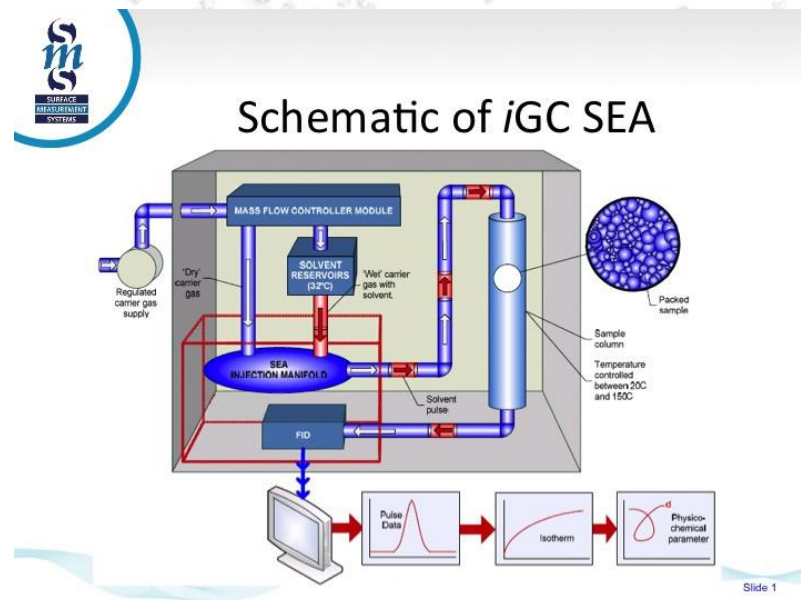 SMS
SURFACE
MEASUREMENT
SYSTEMS
Schematic of iGC SEA
MASS FLOW CONTROLLER MODULE
SOLVENT
RESERVOIRS
(32°C)
'Dry'
carrier
gas
'Wet' carrier
gas with
solvent.
Regulated
carrier gas
supply
Packed
sample
Sample
column
Temperature
controlled
between 20C
and 150C
SEA
INJECTION MANIFOLD
Solvent
pulse
FID
Pulse
Data
Isotherm
Physico-
chemical
parameter
Slide 1